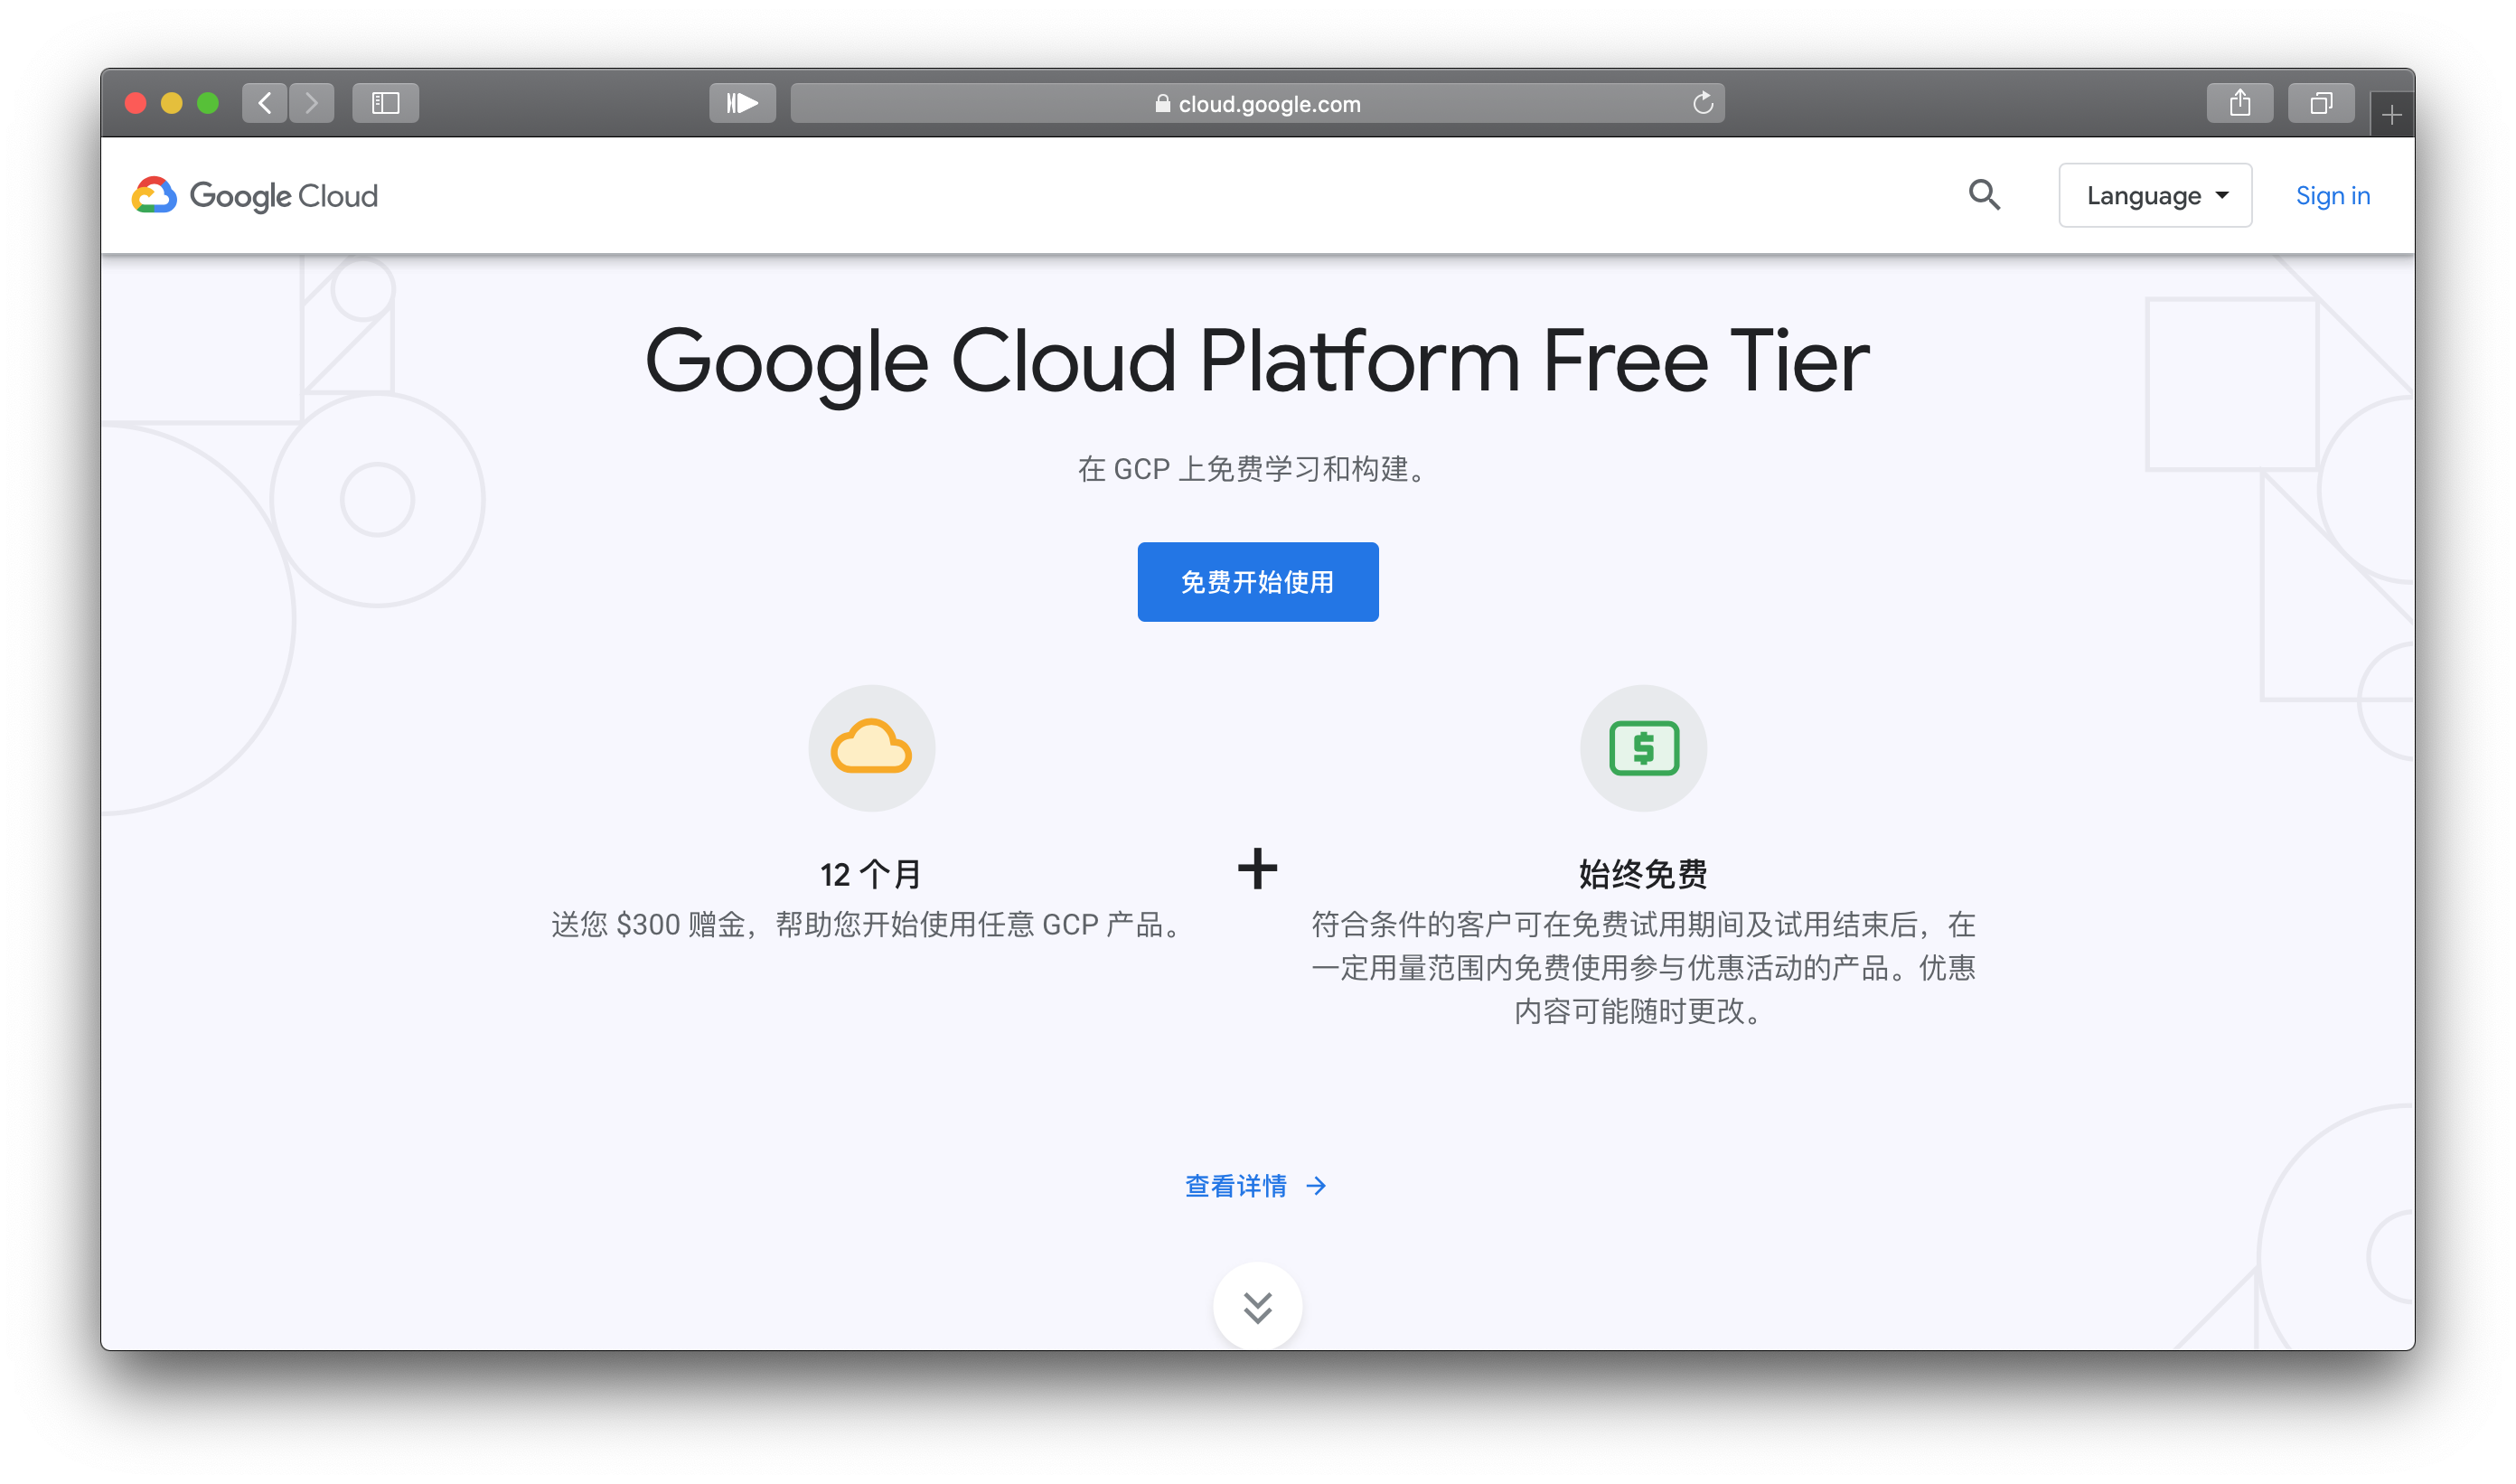 cloud.google.com
Google Cloud
Language
Sign in
Google Cloud Platform Free Tier
在 GCP 上免费学习和构建。
免费开始使用
12 个月
送您 $300 赠金，帮助您开始使用任意 GCP 产品。
+
始终免费
符合条件的客户可在免费试用期间及试用结束后，在
一定用量范围内免费使用参与优惠活动的产品。优惠
内容可能随时更改。
查看详情 →